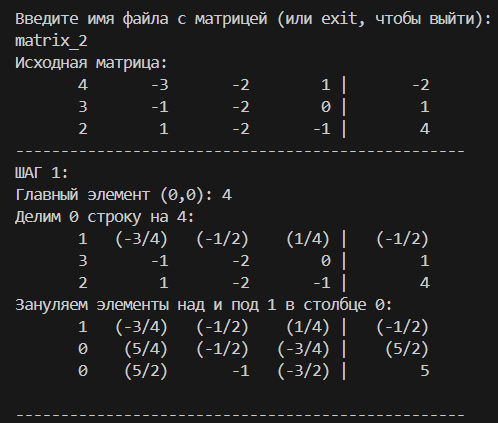 Введите имя файла с матрицей (или exit, чтобы выйти):
matrix_2
Исходная матрица:
4 -3 -2 1 | -2
3 -1 -2 0 | 1
2 1 -2 -1 | 4
-------------------------------------------------
ШАГ 1:
Главный элемент (0,0): 4
Делим 0 строку на 4:
1 (-3/4) (-1/2) (1/4) | (-1/2)
3 -1 -2 0 | 1
2 1 -2 -1 | 4
Зануляем элементы над и под 1 в столбце 0:
1 (-3/4) (-1/2) (1/4) | (-1/2)
0 (5/4) (-1/2) (-3/4) | (5/2)
0 (5/2) -1 (-3/2) | 5
-------------------------------------------------